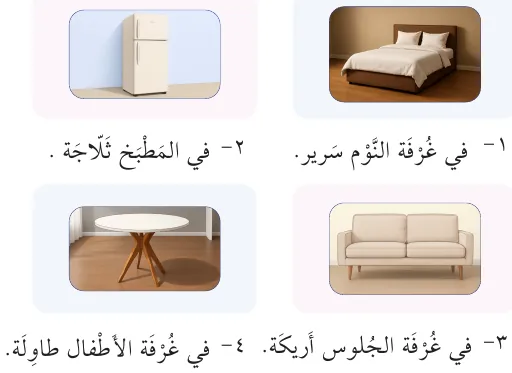 ١- في غُرْفَة النَّوْم سَرير.
٢- في المَطْبَخ ثَلّاجَة .
٣- في غُرْفَة الجُلوس أَريكَة.
٤- في غُرْفَة الأَطْفال طاوِلَة.